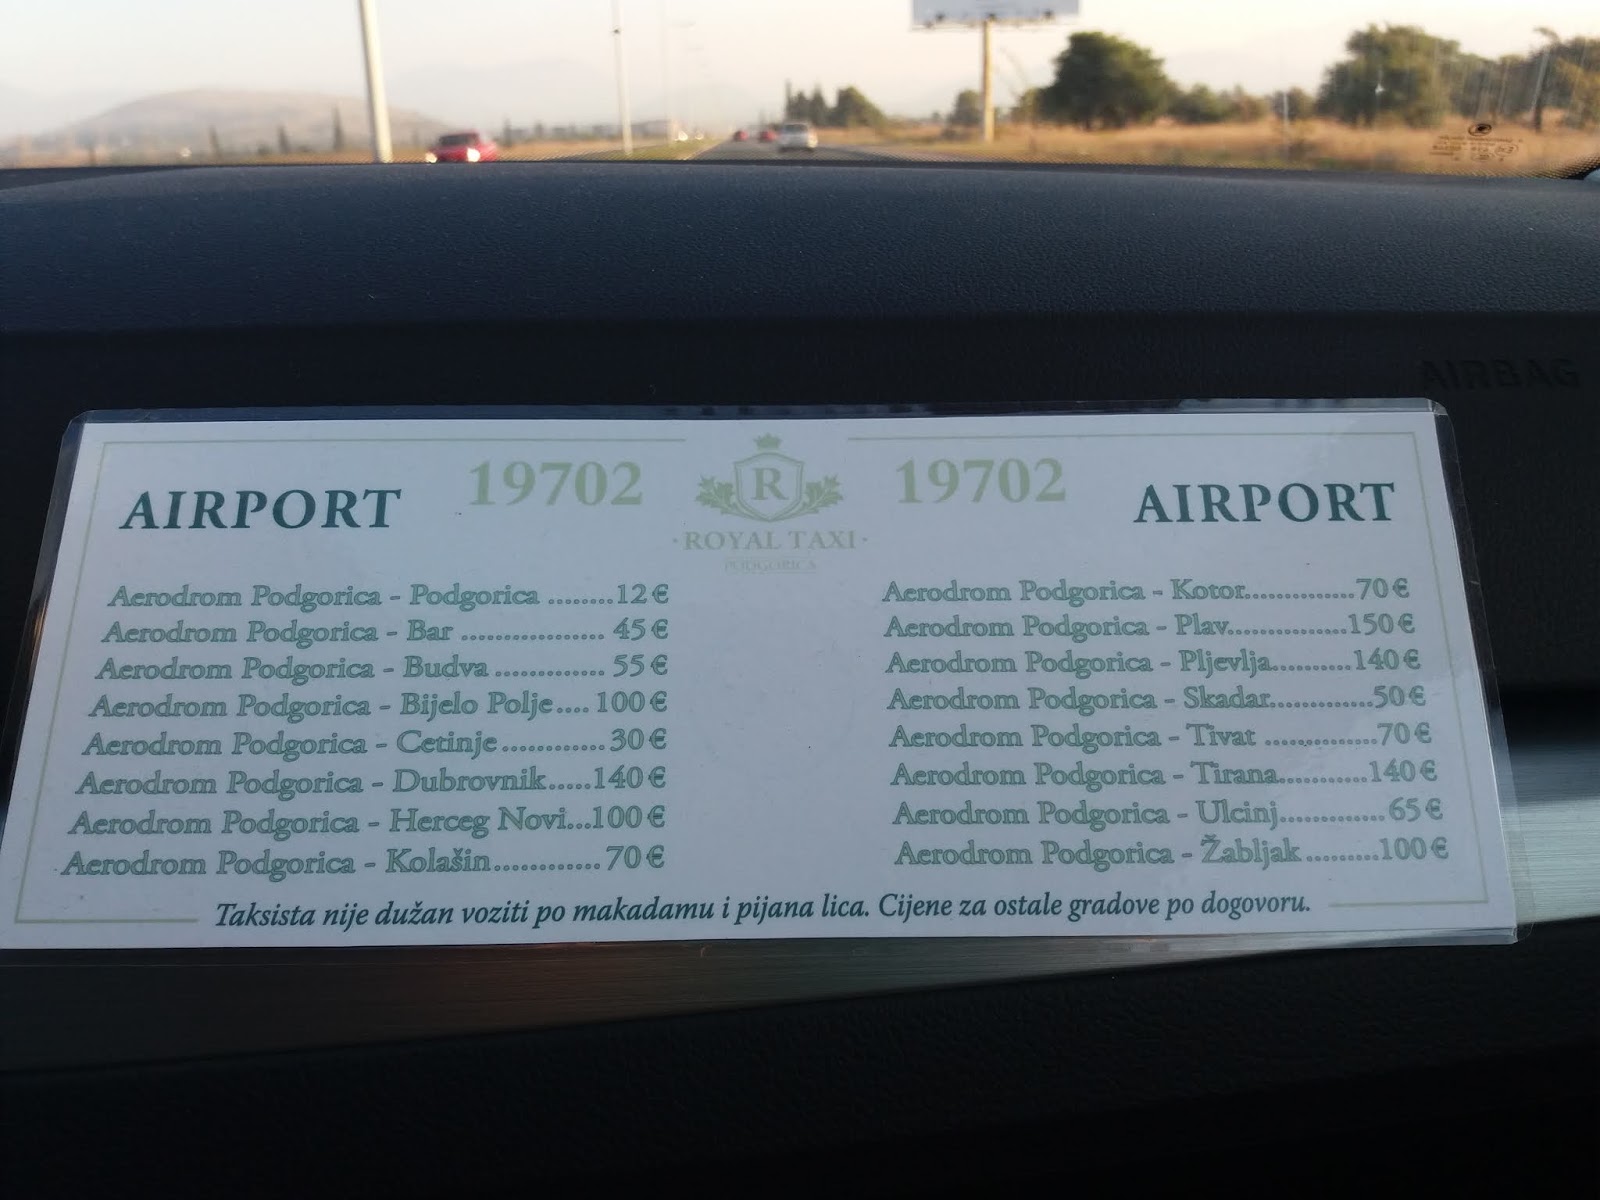 AIRBAG
19702
R
19702
AIRPORT
ROYAL TAXI
AIRPORT
PODGORICA
Aerodrom Podgorica - Podgorica ........12€
Aerodrom Podgorica - Bar .................. 45€
Aerodrom Podgorica - Budva .............. 55€
Aerodrom Podgorica - Bijelo Polje.... 100€
Aerodrom Podgorica - Cetinje ............. 30€
Aerodrom Podgorica - Dubrovnik.....140€
Aerodrom Podgorica - Herceg Novi...100€
Aerodrom Podgorica - Kolašin............. 70€
Aerodrom Podgorica - Kotor...............70€
Aerodrom Podgorica - Plav................150€
Aerodrom Podgorica - Pljevlja...........140€
Aerodrom Podgorica - Skadar..............50€
Aerodrom Podgorica - Tivat ...............70€
Aerodrom Podgorica - Tirana............140€
Aerodrom Podgorica - Ulcinj..............65€
Aerodrom Podgorica - Žabljak ..........100€
Taksista nije dužan voziti po makadamu i pijana lica. Cijene za ostale gradove po dogovoru.